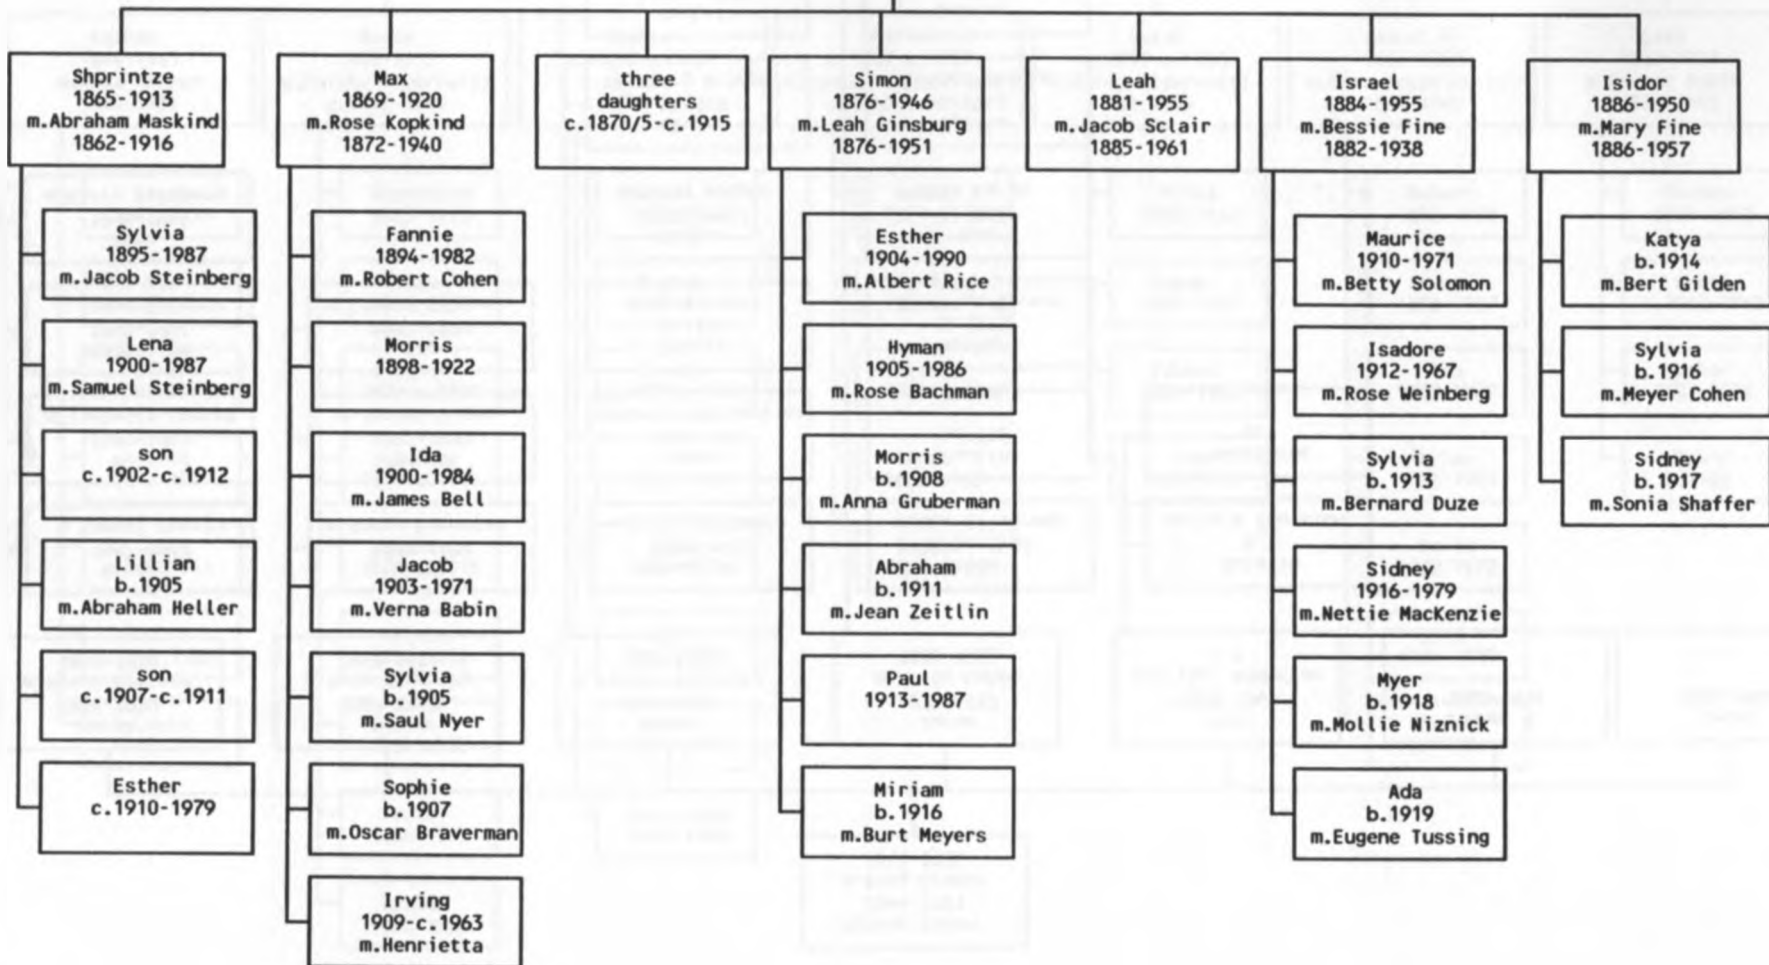 Shprintze
1865-1913
m.Abraham Maskind
1862-1916
Sylvia
1895-1987
m.Jacob Steinberg
Lena
1900-1987
m.Samuel Steinberg
son
c.1902-c.1912
Lillian
b.1905
m.Abraham Heller
son
c.1907-c.1911
Esther
c.1910-1979
Max
1869-1920
m.Rose Kopkind
1872-1940
Fannie
1894-1982
m.Robert Cohen
Morris
1898-1922
Ida
1900-1984
m.James Bell
Jacob
1903-1971
m.Verna Babin
Sylvia
b.1905
m.Saul Nyer
Sophie
b.1907
m.Oscar Braverman
Irving
1909-c.1963
m.Henrietta
three
daughters
c.1870/5-c.1915
Simon
1876-1946
m.Leah Ginsburg
1876-1951
Esther
1904-1990
m.Albert Rice
Hyman
1905-1986
m.Rose Bachman
Morris
b.1908
m.Anna Gruberman
Abraham
b.1911
m.Jean Zeitlin
Paul
1913-1987
Miriam
b.1916
m.Burt Meyers
Leah
1881-1955
m.Jacob Sclair
1885-1961
Israel
1884-1955
m.Bessie Fine
1882-1938
Maurice
1910-1971
m.Betty Solomon
Isadore
1912-1967
m.Rose Weinberg
Sylvia
b.1913
m.Bernard Duze
Sidney
1916-1979
m.Nettie MacKenzie
Myer
b.1918
m.Mollie Niznick
Ada
b.1919
m.Eugene Tussing
Isidor
1886-1950
m.Mary Fine
1886-1957
Katya
b.1914
m.Bert Gilden
Sylvia
b.1916
m.Meyer Cohen
Sidney
b.1917
m.Sonia Shaffer